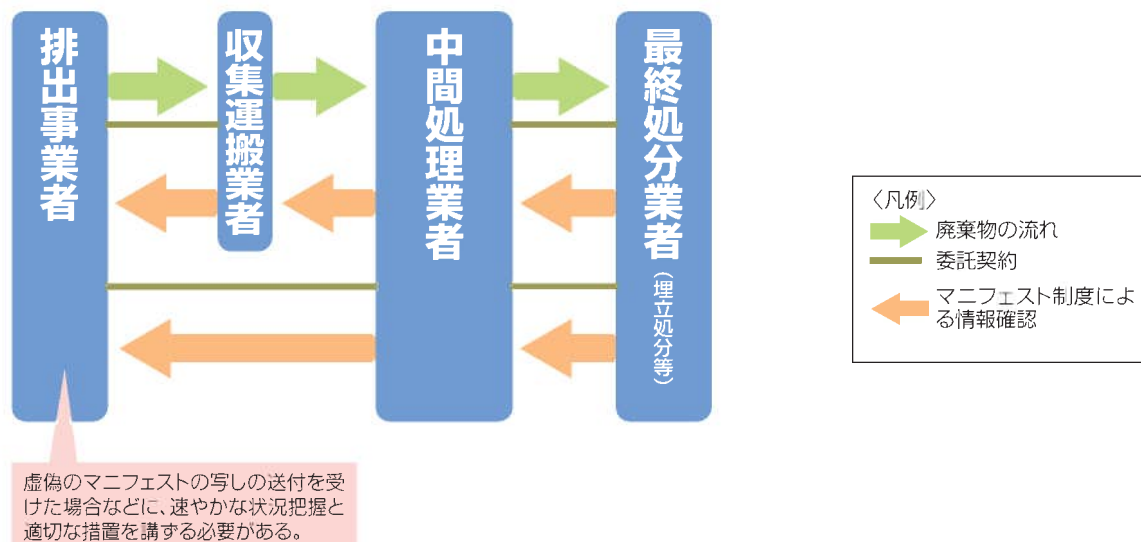 排出事業者
収集運搬業者
中間処理業者
最終処分業者
（埋立処分等）
〈凡例〉
廃棄物の流れ
委託契約
マニフェスト制度によ
る情報確認
虚偽のマニフェストの写しの送付を受
けた場合などに、速やかな状況把握と
適切な措置を講ずる必要がある。